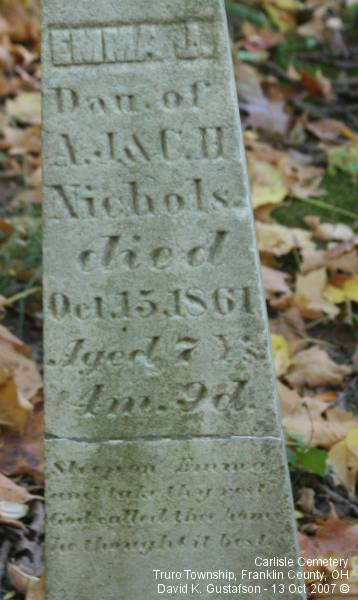 EMMA J.
Dau. of
A.J. & C.H.
Nichols.
died
Oct. 15. 1861
Aged 7 Ys.
4m. 9d.
Sleep on Emma
and take thy rest
God called thee home
he thought it best
Carlisle Cemetery
Truro Township, Franklin County, OH
David K. Gustafson - 13 Oct 2007 ©